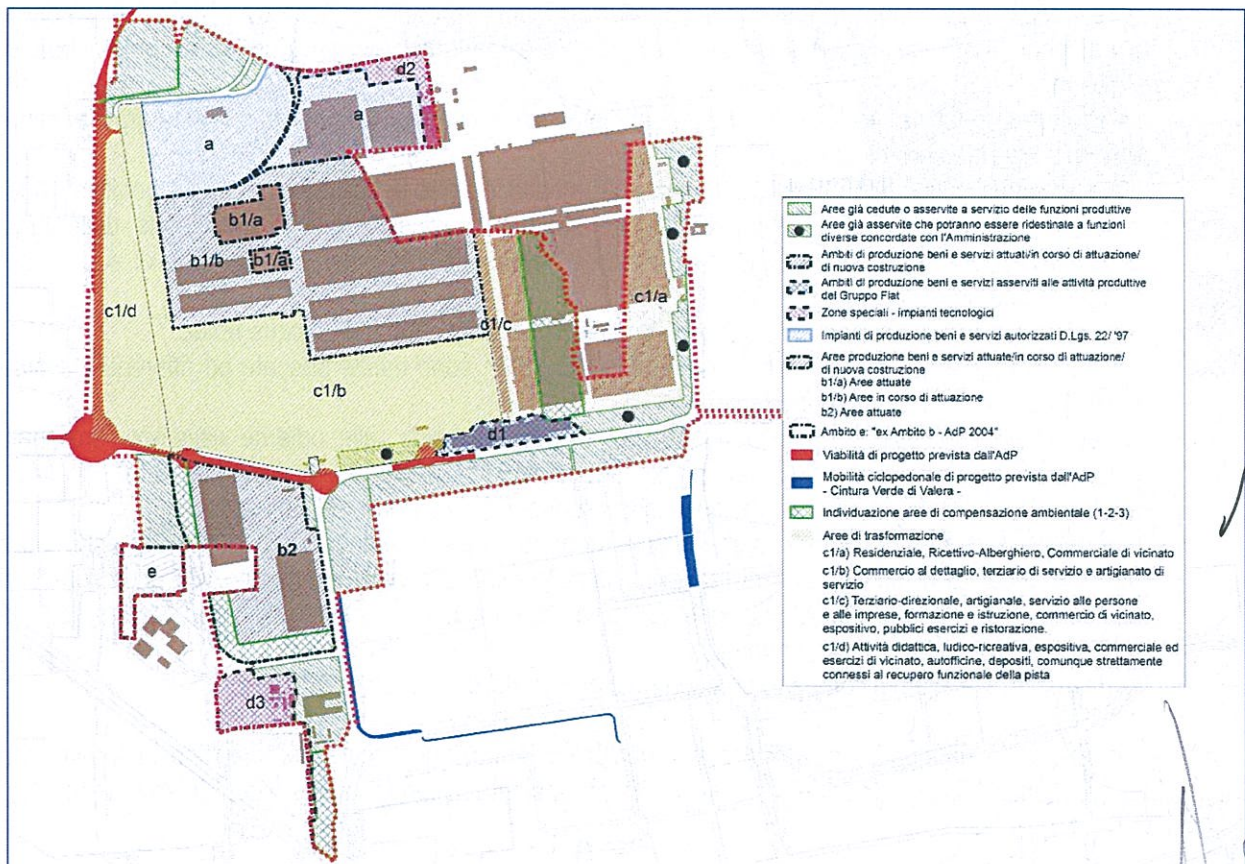 d2
a
a
b1/a
b1/b
b1/a
c1/d
c1/a
c1/c
c1/b
d1
b2
e
d3
Aree già cedute o asservite a servizio delle funzioni produttive
Aree già asservite che potranno essere ridestinate a funzioni
diverse concordate con l'Amministrazione
Ambiti di produzione beni e servizi attuati/in corso di attuazione/
di nuova costruzione
Ambiti di produzione beni e servizi asserviti alle attività produttive
del Gruppo Fiat
Zone speciali - impianti tecnologici
Impianti di produzione beni e servizi autorizzati D.Lgs. 22/ '97
Aree produzione beni e servizi attuate/in corso di attuazione/
di nuova costruzione
b1/a) Aree attuate
b1/b) Aree in corso di attuazione
b2) Aree attuate
Ambito e: "ex Ambito b - AdP 2004"
Viabilità di progetto prevista dall'AdP
Mobilità ciclopedonale di progetto prevista dall'AdP
- Cintura Verde di Valera -
Individuazione aree di compensazione ambientale (1-2-3)
Aree di trasformazione
c1/a) Residenziale, Ricettivo-Alberghiero, Commerciale di vicinato
c1/b) Commercio al dettaglio, terziario di servizio e artigianato di
servizio
c1/c) Terziario-direzionale, artigianale, servizio alle persone
e alle imprese, formazione e istruzione, commercio di vicinato,
espositivo, pubblici esercizi e ristorazione.
c1/d) Attività didattica, ludico-ricreativa, espositiva, commerciale ed
esercizi di vicinato, autofficine, depositi, comunque strettamente
connessi al recupero funzionale della pista